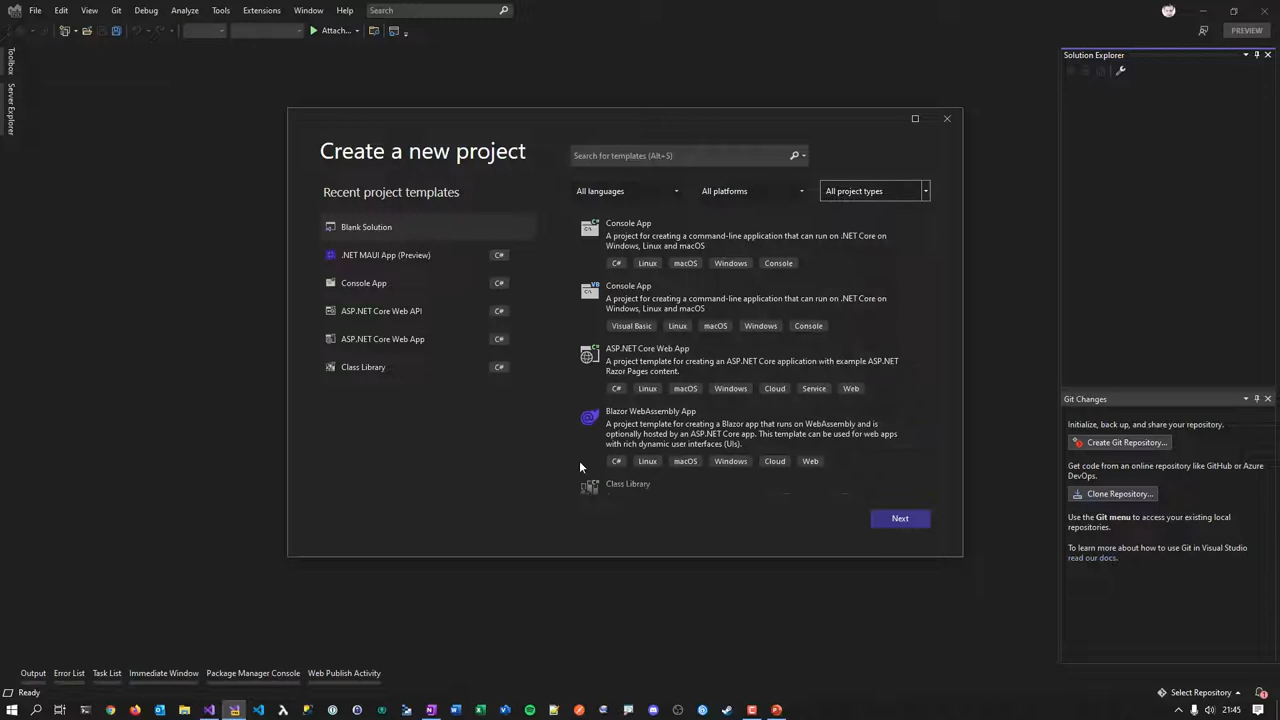 File Edit View Git Debug Analyze Tools Extensions Window Help Search
Attach...
PREVIEW
Toolbox
Server Explorer
Solution Explorer
Create a new project
Search for templates (Alt+S)
Recent project templates
All languages All platforms All project types
Blank Solution
.NET MAUI App (Preview) C#
Console App C#
ASP.NET Core Web API C#
ASP.NET Core Web App C#
Class Library C#
Console App
A project for creating a command-line application that can run on .NET Core on
Windows, Linux and macOS
C# Linux macOS Windows Console
Console App
A project for creating a command-line application that can run on .NET Core on
Windows, Linux and macOS
Visual Basic Linux macOS Windows Console
ASP.NET Core Web App
A project template for creating an ASP.NET Core application with example ASP.NET
Razor Pages content.
C# Linux macOS Windows Cloud Service Web
Blazor WebAssembly App
A project template for creating a Blazor app that runs on WebAssembly and is
optionally hosted by an ASP.NET Core app. This template can be used for web apps
with rich dynamic user interfaces (UIs).
C# Linux macOS Windows Cloud Web
Class Library
Next
Git Changes
Initialize, back up, and share your repository.
Create Git Repository...
Get code from an online repository like GitHub or Azure
DevOps.
Clone Repository...
Use the Git menu to access your existing local
repositories.
To learn more about how to use Git in Visual Studio
read our docs.
Output Error List Task List Immediate Window Package Manager Console Web Publish Activity
Ready
Select Repository
21:45